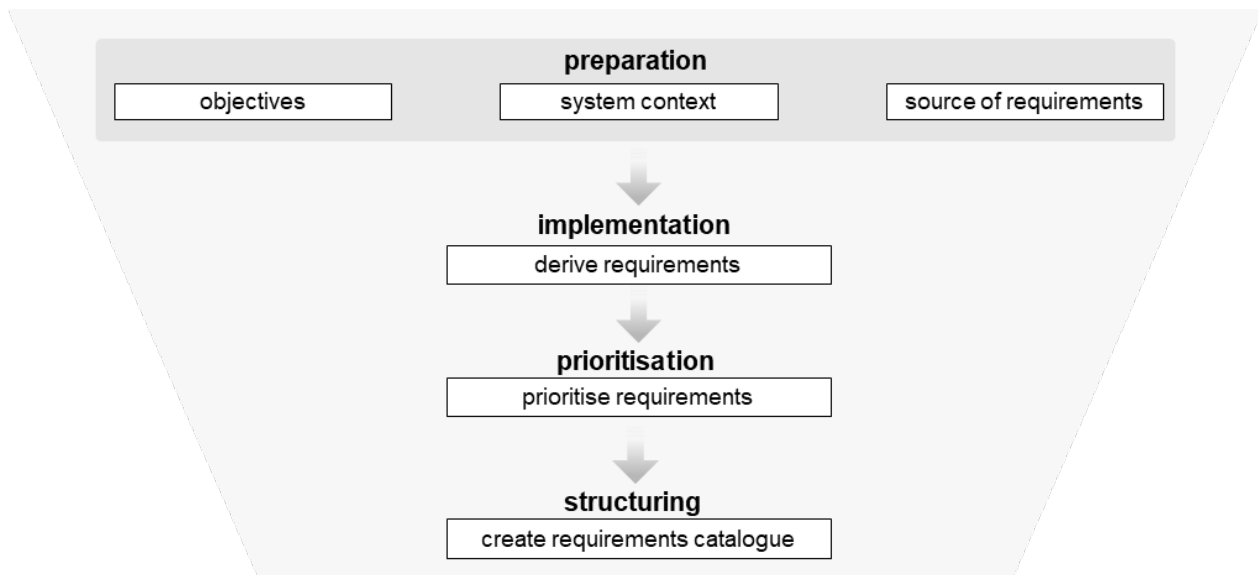 preparation
objectives
system context
source of requirements
implementation
derive requirements
prioritisation
prioritise requirements
structuring
create requirements catalogue